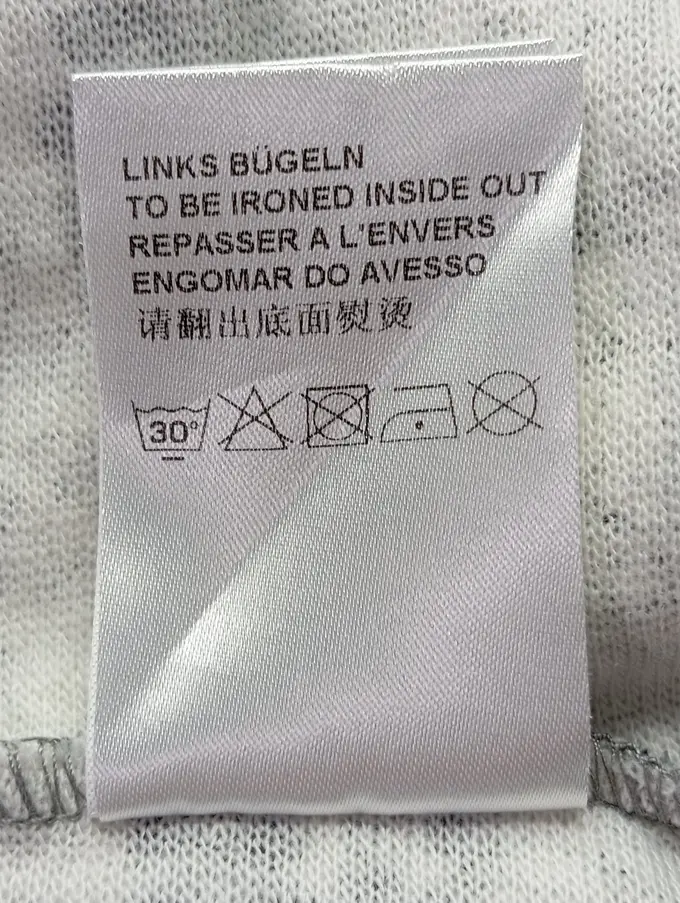 LINKS BÜGELN
TO BE IRONED INSIDE OUT
REPASSER A L'ENVERS
ENGOMAR DO AVESSO
请翻出底面熨烫
30°